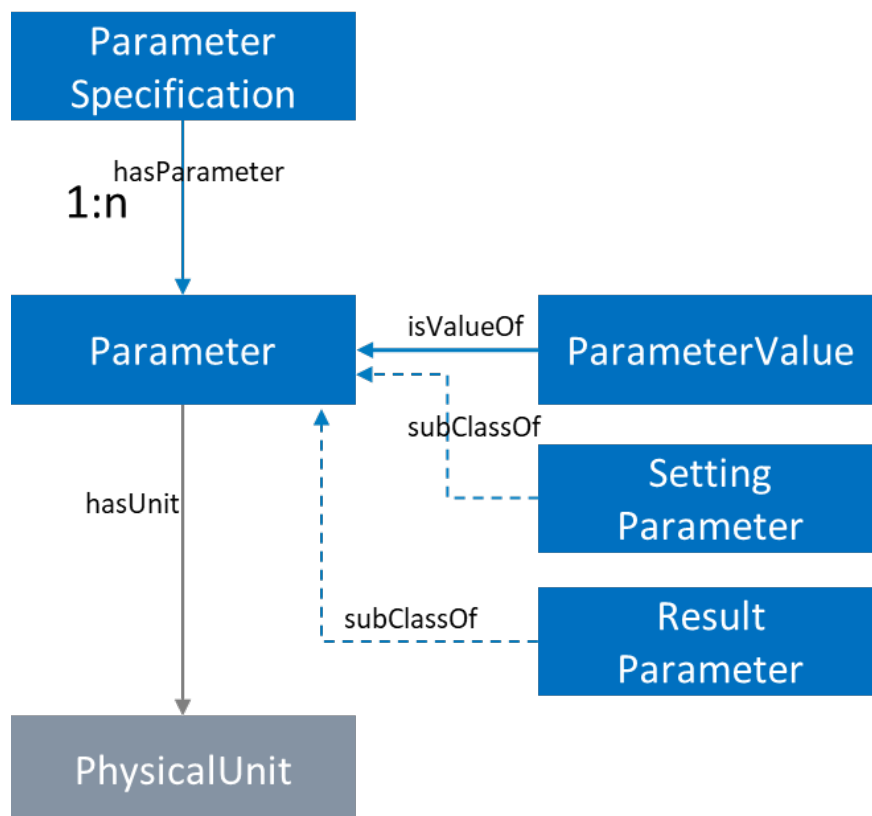 Parameter
Specification
hasParameter
1:n
Parameter
isValueOf
ParameterValue
subClassOf
Setting
Parameter
hasUnit
subClassOf
Result
Parameter
PhysicalUnit